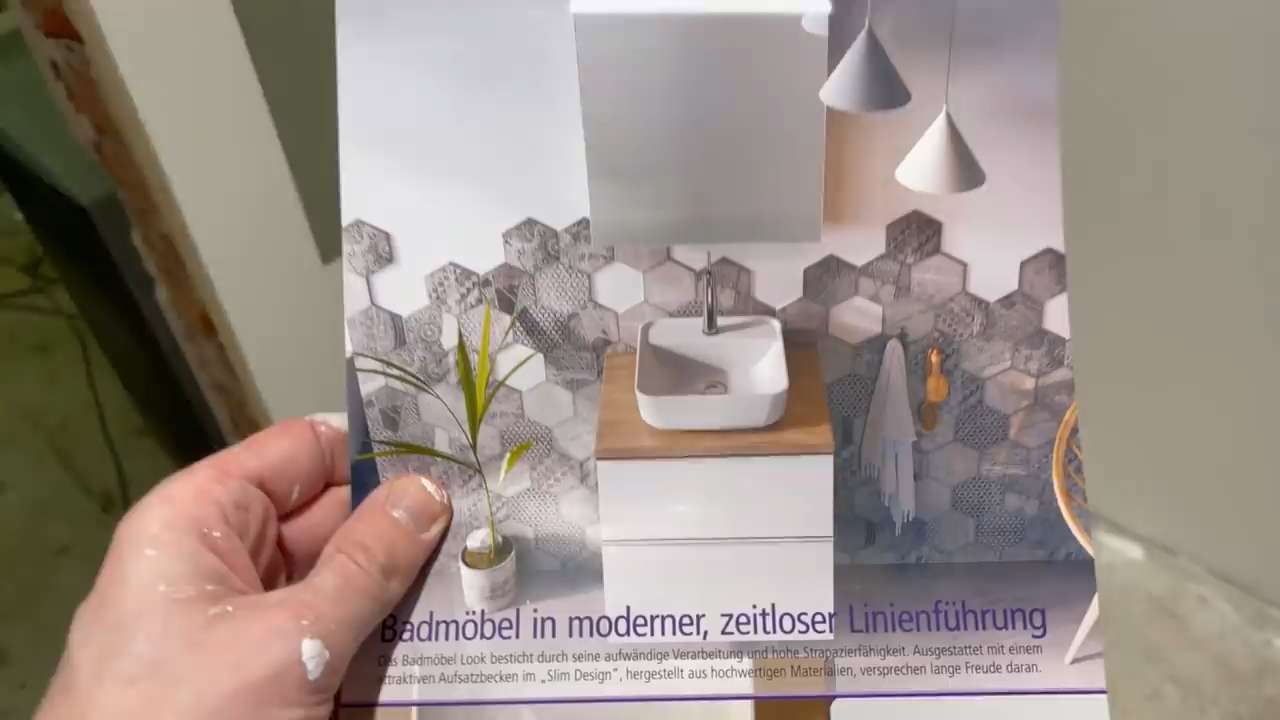 Badmöbel in moderner, zeitloser Linienführung
Das Badmöbel Look besticht durch seine aufwändige Verarbeitung und hohe Strapazierfähigkeit. Ausgestattet mit einem
attraktiven Aufsatzbecken im „Slim Design“, hergestellt aus hochwertigen Materialien, versprechen lange Freude daran.